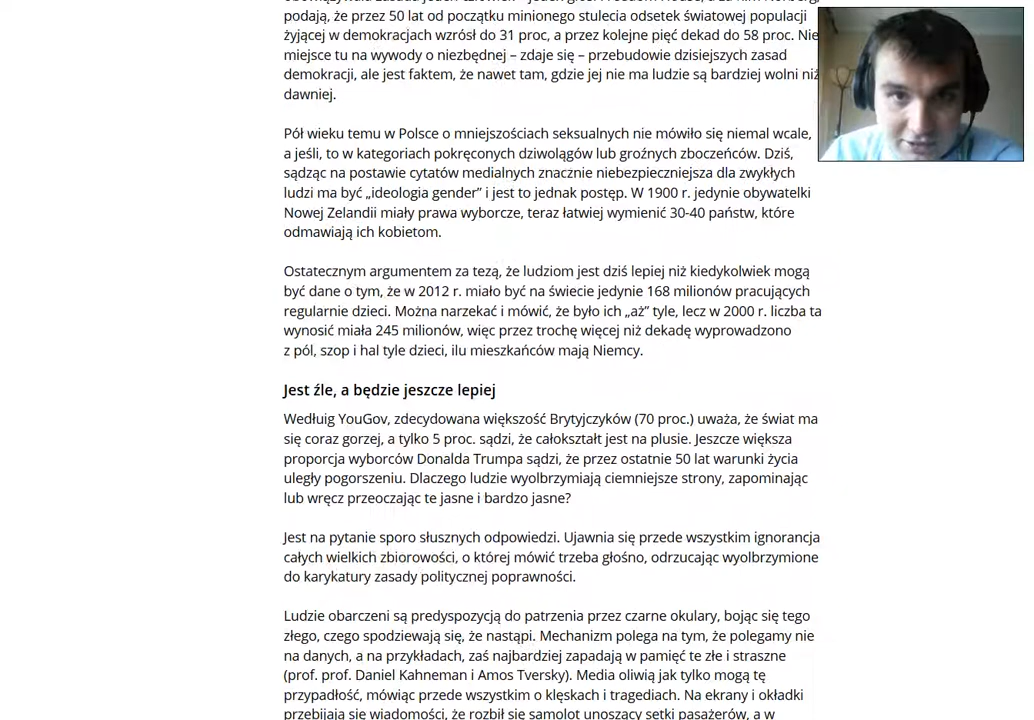 podają, że przez 50 lat od początku minionego stulecia odsetek światowej populacji
żyjącej w demokracjach wzrósł do 31 proc, a przez kolejne pięć dekad do 58 proc. Nie
miejsce tu na wywody o niezbędnej – zdaje się – przebudowie dzisiejszych zasad
demokracji, ale jest faktem, że nawet tam, gdzie jej nie ma ludzie są bardziej wolni niż
dawniej.
Pół wieku temu w Polsce o mniejszościach seksualnych nie mówiło się niemal wcale,
a jeśli, to w kategoriach pokręconych dziwolągów lub groźnych zboczeńców. Dziś,
sądząc na postawie cytatów medialnych znacznie niebezpieczniejsza dla zwykłych
ludzi ma być „ideologia gender” i jest to jednak postęp. W 1900 r. jedynie obywatelki
Nowej Zelandii miały prawa wyborcze, teraz łatwiej wymienić 30-40 państw, które
odmawiają ich kobietom.
Ostatecznym argumentem za tezą, że ludziom jest dziś lepiej niż kiedykolwiek mogą
być dane o tym, że w 2012 r. miało być na świecie jedynie 168 milionów pracujących
regularnie dzieci. Można narzekać i mówić, że było ich „aż” tyle, lecz w 2000 r. liczba ta
wynosić miała 245 milionów, więc przez trochę więcej niż dekadę wyprowadzono
z pól, szop i hal tyle dzieci, ilu mieszkańców mają Niemcy.
Jest źle, a będzie jeszcze lepiej
Wedłuig YouGov, zdecydowana większość Brytyjczyków (70 proc.) uważa, że świat ma
się coraz gorzej, a tylko 5 proc. sądzi, że całokształt jest na plusie. Jeszcze większa
proporcja wyborców Donalda Trumpa sądzi, że przez ostatnie 50 lat warunki życia
uległy pogorszeniu. Dlaczego ludzie wyolbrzymiają ciemniejsze strony, zapominając
lub wręcz przeoczając te jasne i bardzo jasne?
Jest na pytanie sporo słusznych odpowiedzi. Ujawnia się przede wszystkim ignorancja
całych wielkich zbiorowości, o której mówić trzeba głośno, odrzucając wyolbrzymione
do karykatury zasady politycznej poprawności.
Ludzie obarczeni są predyspozycją do patrzenia przez czarne okulary, bojąc się tego
złego, czego spodziewają się, że nastąpi. Mechanizm polega na tym, że polegamy nie
na danych, a na przykładach, zaś najbardziej zapadają w pamięć te złe i straszne
(prof. prof. Daniel Kahneman i Amos Tversky). Media oliwią jak tylko mogą tę
przypadłość, mówiąc przede wszystkim o klęskach i tragediach. Na ekrany i okładki
przebijają się wiadomości, że rozbił się samolot unoszący setki pasażerów, a w